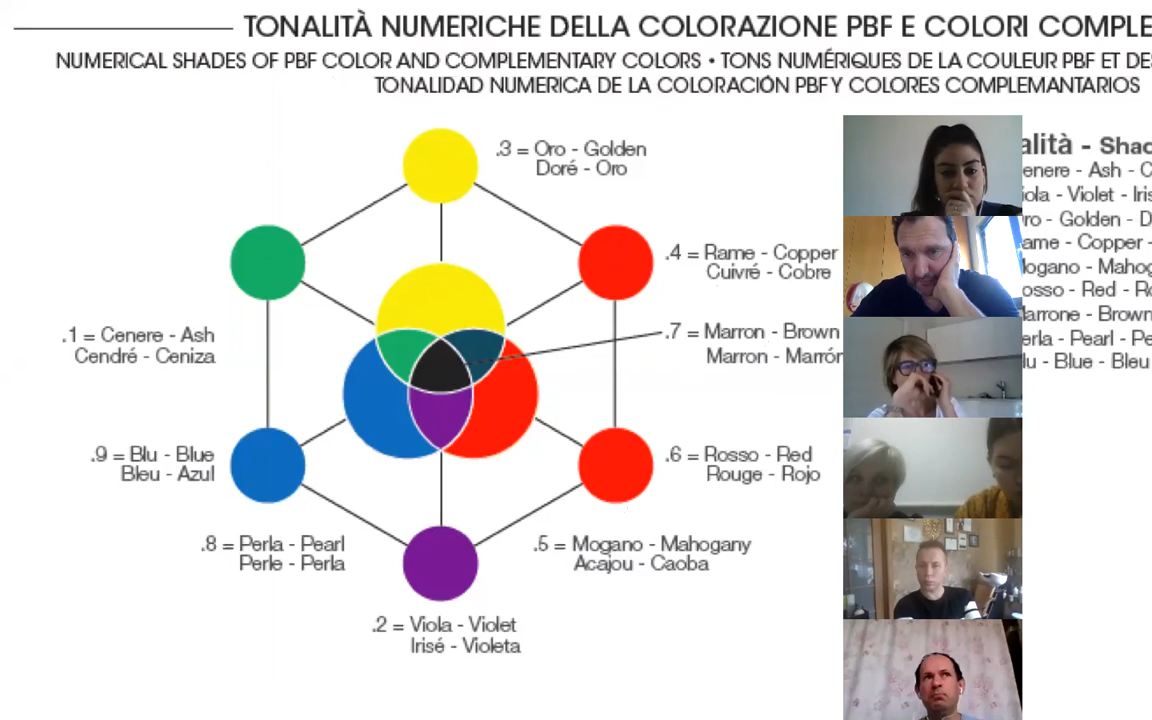 TONALITÀ NUMERICHE DELLA COLORAZIONE PBF E COLORI COMPLE
NUMERICAL SHADES OF PBF COLOR AND COMPLEMENTARY COLORS • TONS NUMÉRIQUES DE LA COULEUR PBF ET DE
TONALIDAD NUMERICA DE LA COLORACIÓN PBF Y COLORES COMPLEMANTARIOS
.3 = Oro - Golden
Doré - Oro
.4 = Rame - Copper
Cuivré - Cobre
.1 = Cenere - Ash
Cendré - Ceniza
.7 = Marron - Brown
Marron - Marrón
.9 = Blu - Blue
Bleu - Azul
.6 = Rosso - Red
Rouge - Rojo
.8 = Perla - Pearl
Perle - Perla
.5 = Mogano - Mahogany
Acajou - Caoba
.2 = Viola - Violet
Irisé - Violeta
alità - Shad
enere - Ash - C
iola - Violet - Iris
ro - Golden - D
ame - Copper -
ogano - Mahog
osso - Red - Ro
arrone - Brown
erla - Pearl - Pe
lu - Blue - Bleu